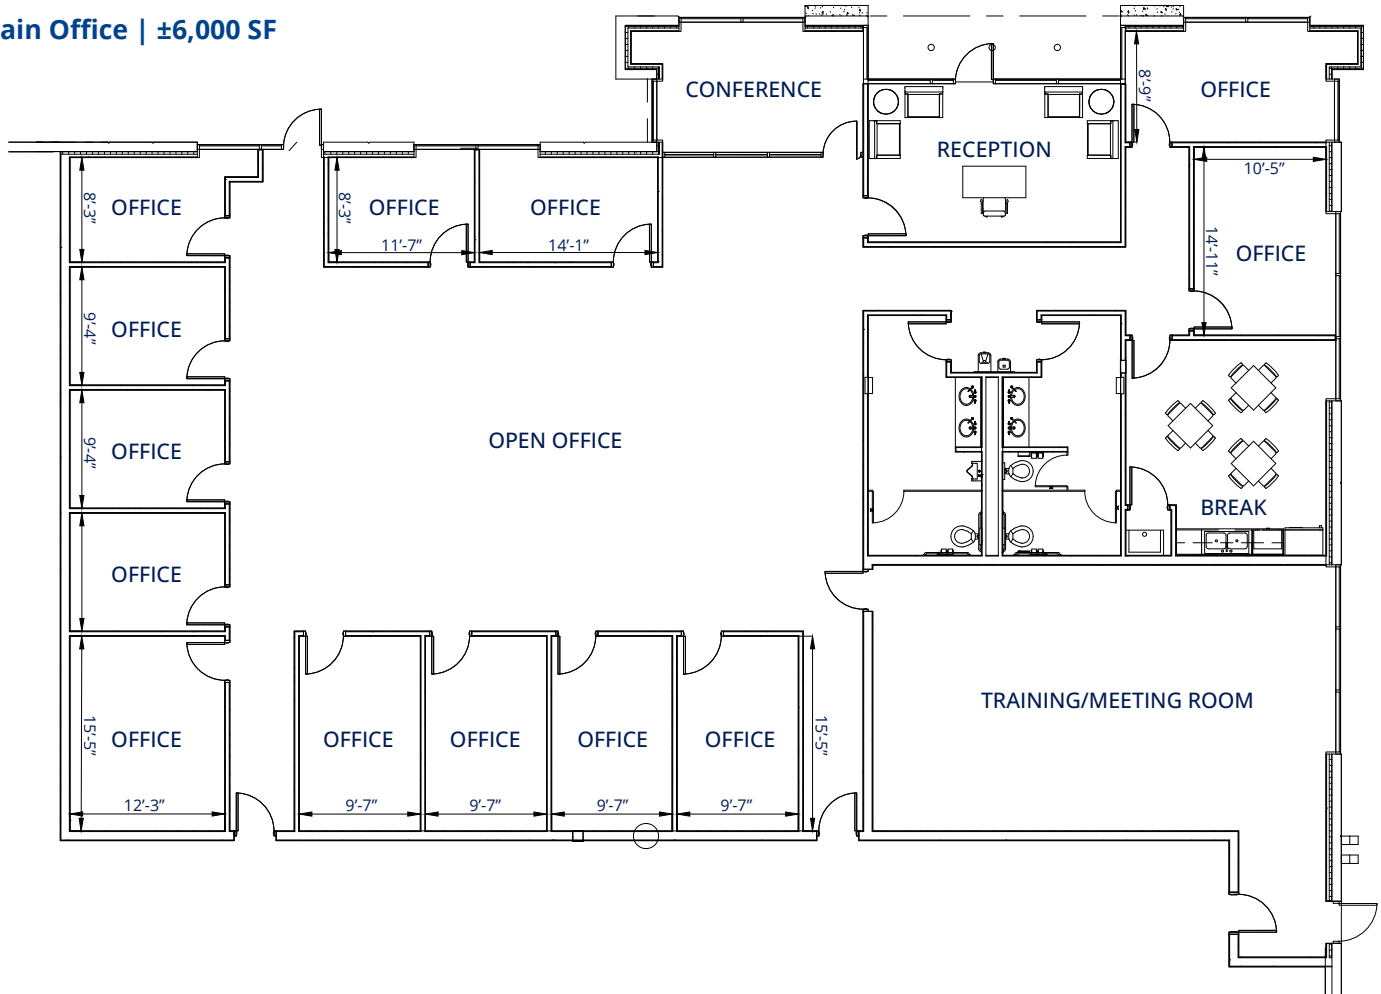 ain Office | ±6,000 SF
CONFERENCE
8'-9"
OFFICE
RECEPTION
10'-5"
8'-3"
OFFICE
8'-3"
OFFICE
11'-7"
OFFICE
14'-1"
14'-11"
OFFICE
9'-4"
OFFICE
9'-4"
OFFICE
OPEN OFFICE
BREAK
OFFICE
TRAINING/MEETING ROOM
15'-5"
OFFICE
12'-3"
OFFICE
9'-7"
OFFICE
9'-7"
OFFICE
9'-7"
OFFICE
9'-7"
15'-5"